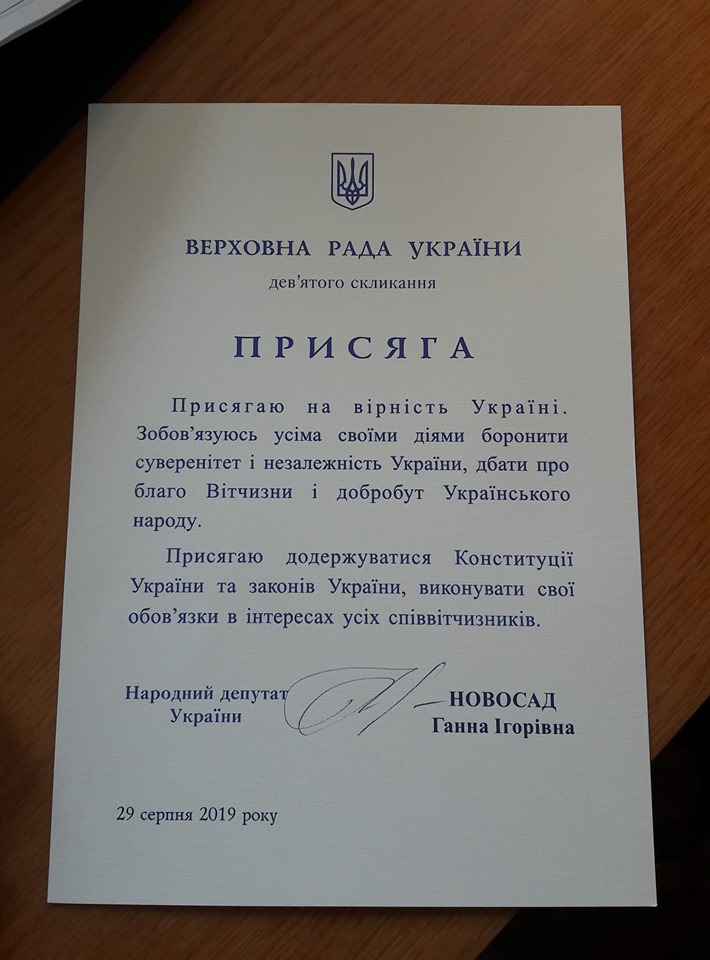 ВЕРХОВНА РАДА УКРАЇНИ
дев’ятого скликання
ПРИСЯГА
Присягаю на вірність Україні.
Зобов’язуюсь усіма своїми діями боронити
суверенітет і незалежність України, дбати про
благо Вітчизни і добробут Українського
народу.
Присягаю додержуватися Конституції
України та законів України, виконувати свої
обов’язки в інтересах усіх співвітчизників.
Народний депутат
України
НОВОСАД
Ганна Ігорівна
29 серпня 2019 року